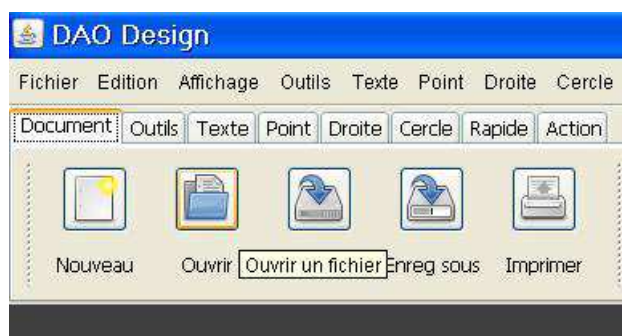 DAO Design
Fichier Edition Affichage Outils Texte Point Droite Cercle
Document Outils Texte Point Droite Cercle Rapide Action
Nouveau Ouvrir Ouvrir un fichier Enreg sous Imprimer